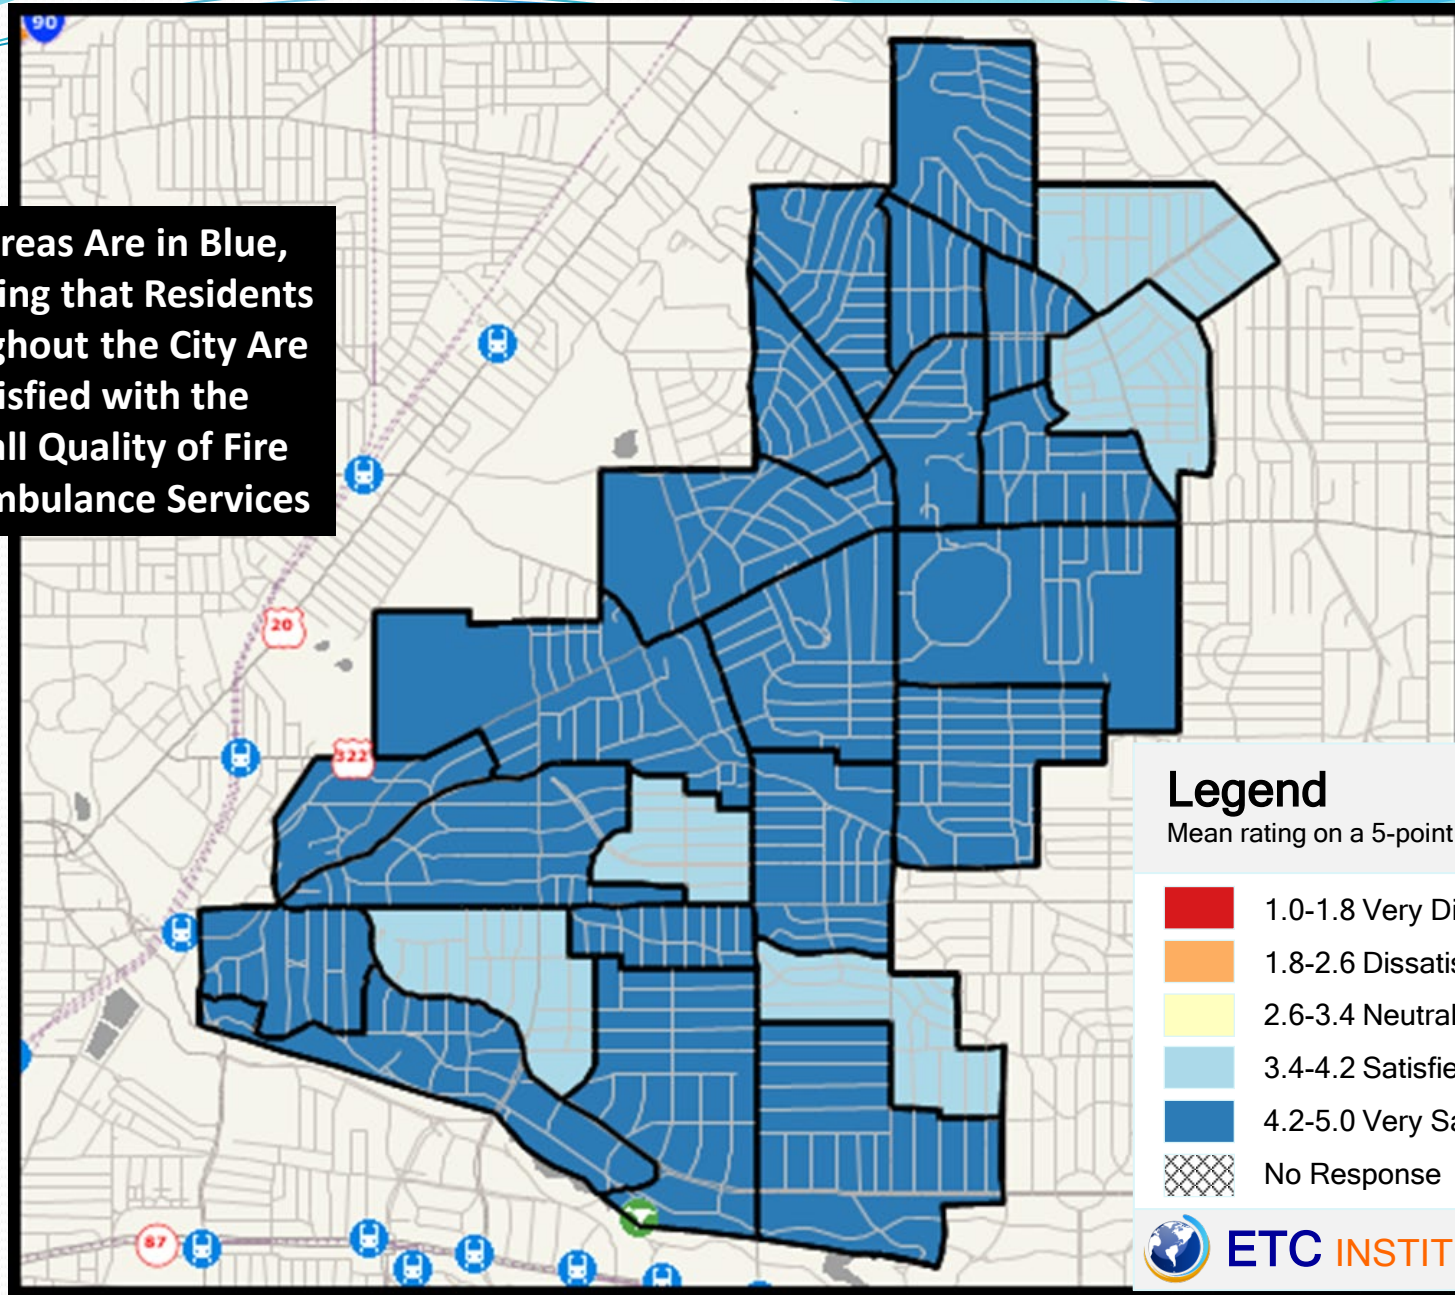 90
reas Are in Blue,
ing that Residents
ghout the City Are
isfied with the
all Quality of Fire
mbulance Services
20
322
87
Legend
Mean rating on a 5-point
1.0-1.8 Very Di
1.8-2.6 Dissatis
2.6-3.4 Neutral
3.4-4.2 Satisfie
4.2-5.0 Very Sa
No Response
ETC INSTIT